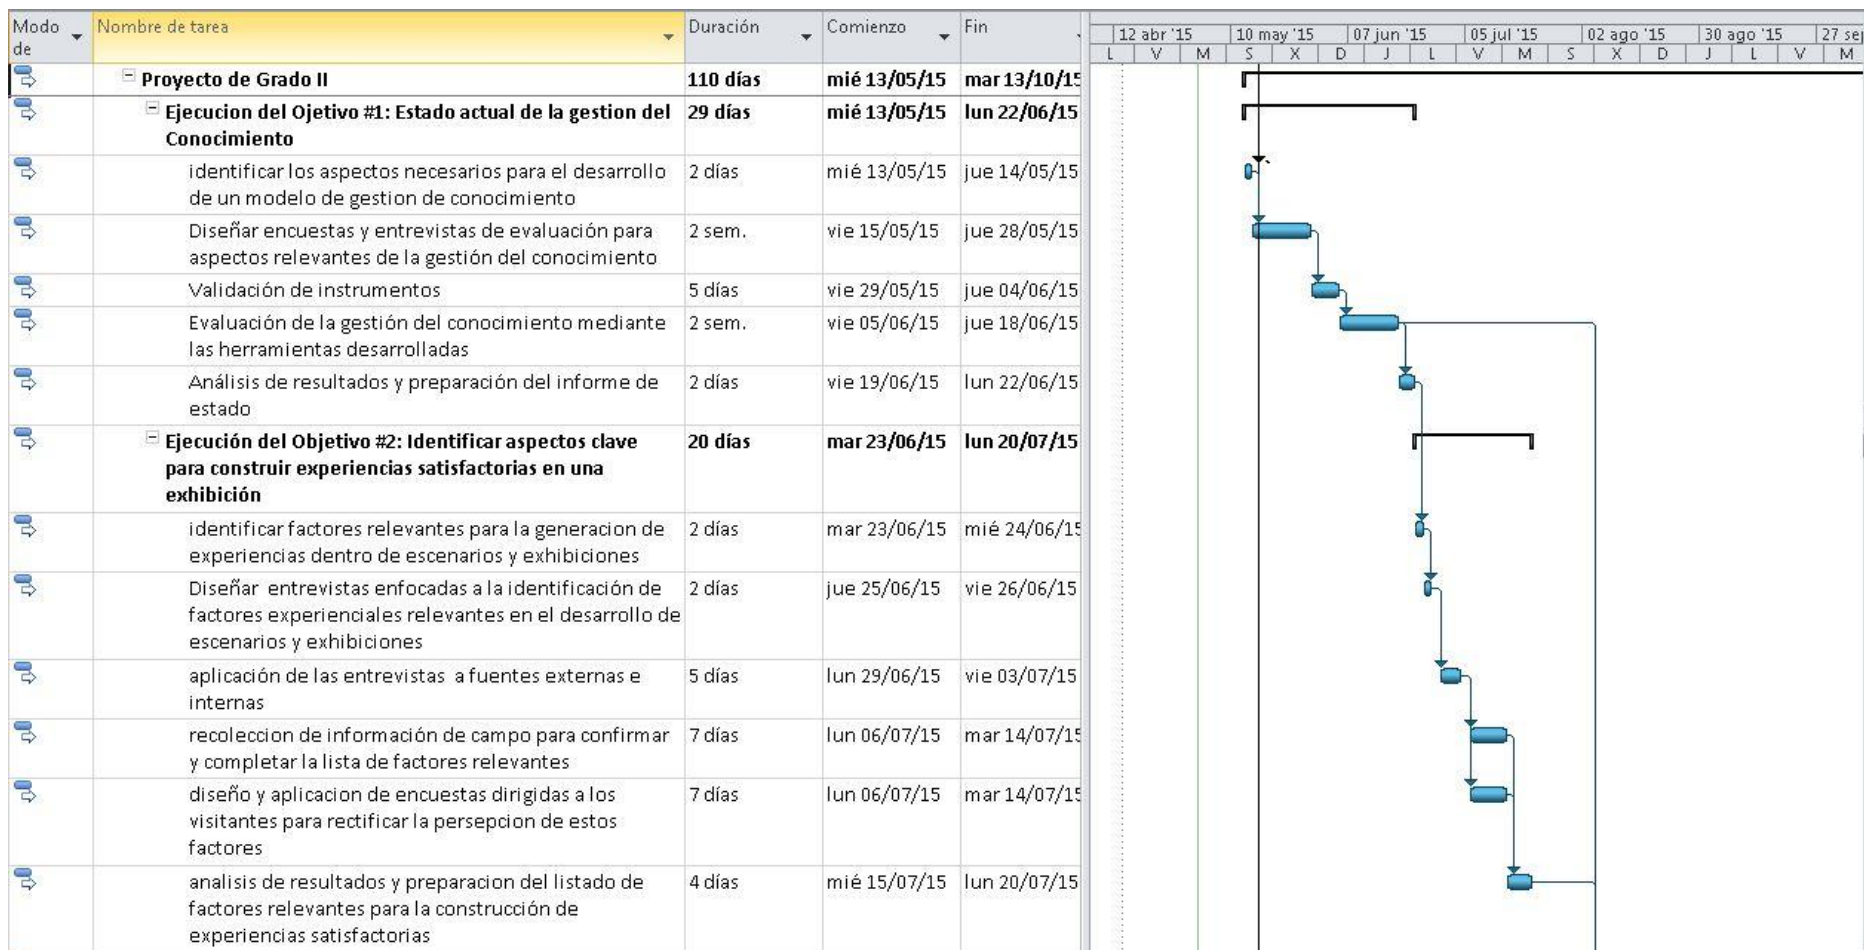 Modo de
Nombre de tarea
Duración
Comienzo
Fin
12 abr '15 10 may '15 07 jun '15 05 jul '15 02 ago '15 30 ago '15 27 sep
L V M S X D J L V M S X D J L V M
Proyecto de Grado II 110 días mié 13/05/15 mar 13/10/15
Ejecucion del Ojetivo #1: Estado actual de la gestion del 29 días mié 13/05/15 lun 22/06/15
Conocimiento
identificar los aspectos necesarios para el desarrollo 2 días mié 13/05/15 jue 14/05/15
de un modelo de gestion de conocimiento
Diseñar encuestas y entrevistas de evaluación para 2 sem. vie 15/05/15 jue 28/05/15
aspectos relevantes de la gestión del conocimiento
Validación de instrumentos 5 días vie 29/05/15 jue 04/06/15
Evaluación de la gestión del conocimiento mediante 2 sem. vie 05/06/15 jue 18/06/15
las herramientas desarrolladas
Análisis de resultados y preparación del informe de 2 días vie 19/06/15 lun 22/06/15
estado
Ejecución del Objetivo #2: Identificar aspectos clave 20 días mar 23/06/15 lun 20/07/15
para construir experiencias satisfactorias en una
exhibición
identificar factores relevantes para la generacion de 2 días mar 23/06/15 mié 24/06/15
experiencias dentro de escenarios y exhibiciones
Diseñar entrevistas enfocadas a la identificación de 2 días jue 25/06/15 vie 26/06/15
factores experienciales relevantes en el desarrollo de
escenarios y exhibiciones
aplicación de las entrevistas a fuentes externas e 5 días lun 29/06/15 vie 03/07/15
internas
recoleccion de información de campo para confirmar 7 días lun 06/07/15 mar 14/07/15
y completar la lista de factores relevantes
diseño y aplicacion de encuestas dirigidas a los 7 días lun 06/07/15 mar 14/07/15
visitantes para rectificar la persepcion de estos
factores
analisis de resultados y preparacion del listado de 4 días mié 15/07/15 lun 20/07/15
factores relevantes para la construcción de
experiencias satisfactorias